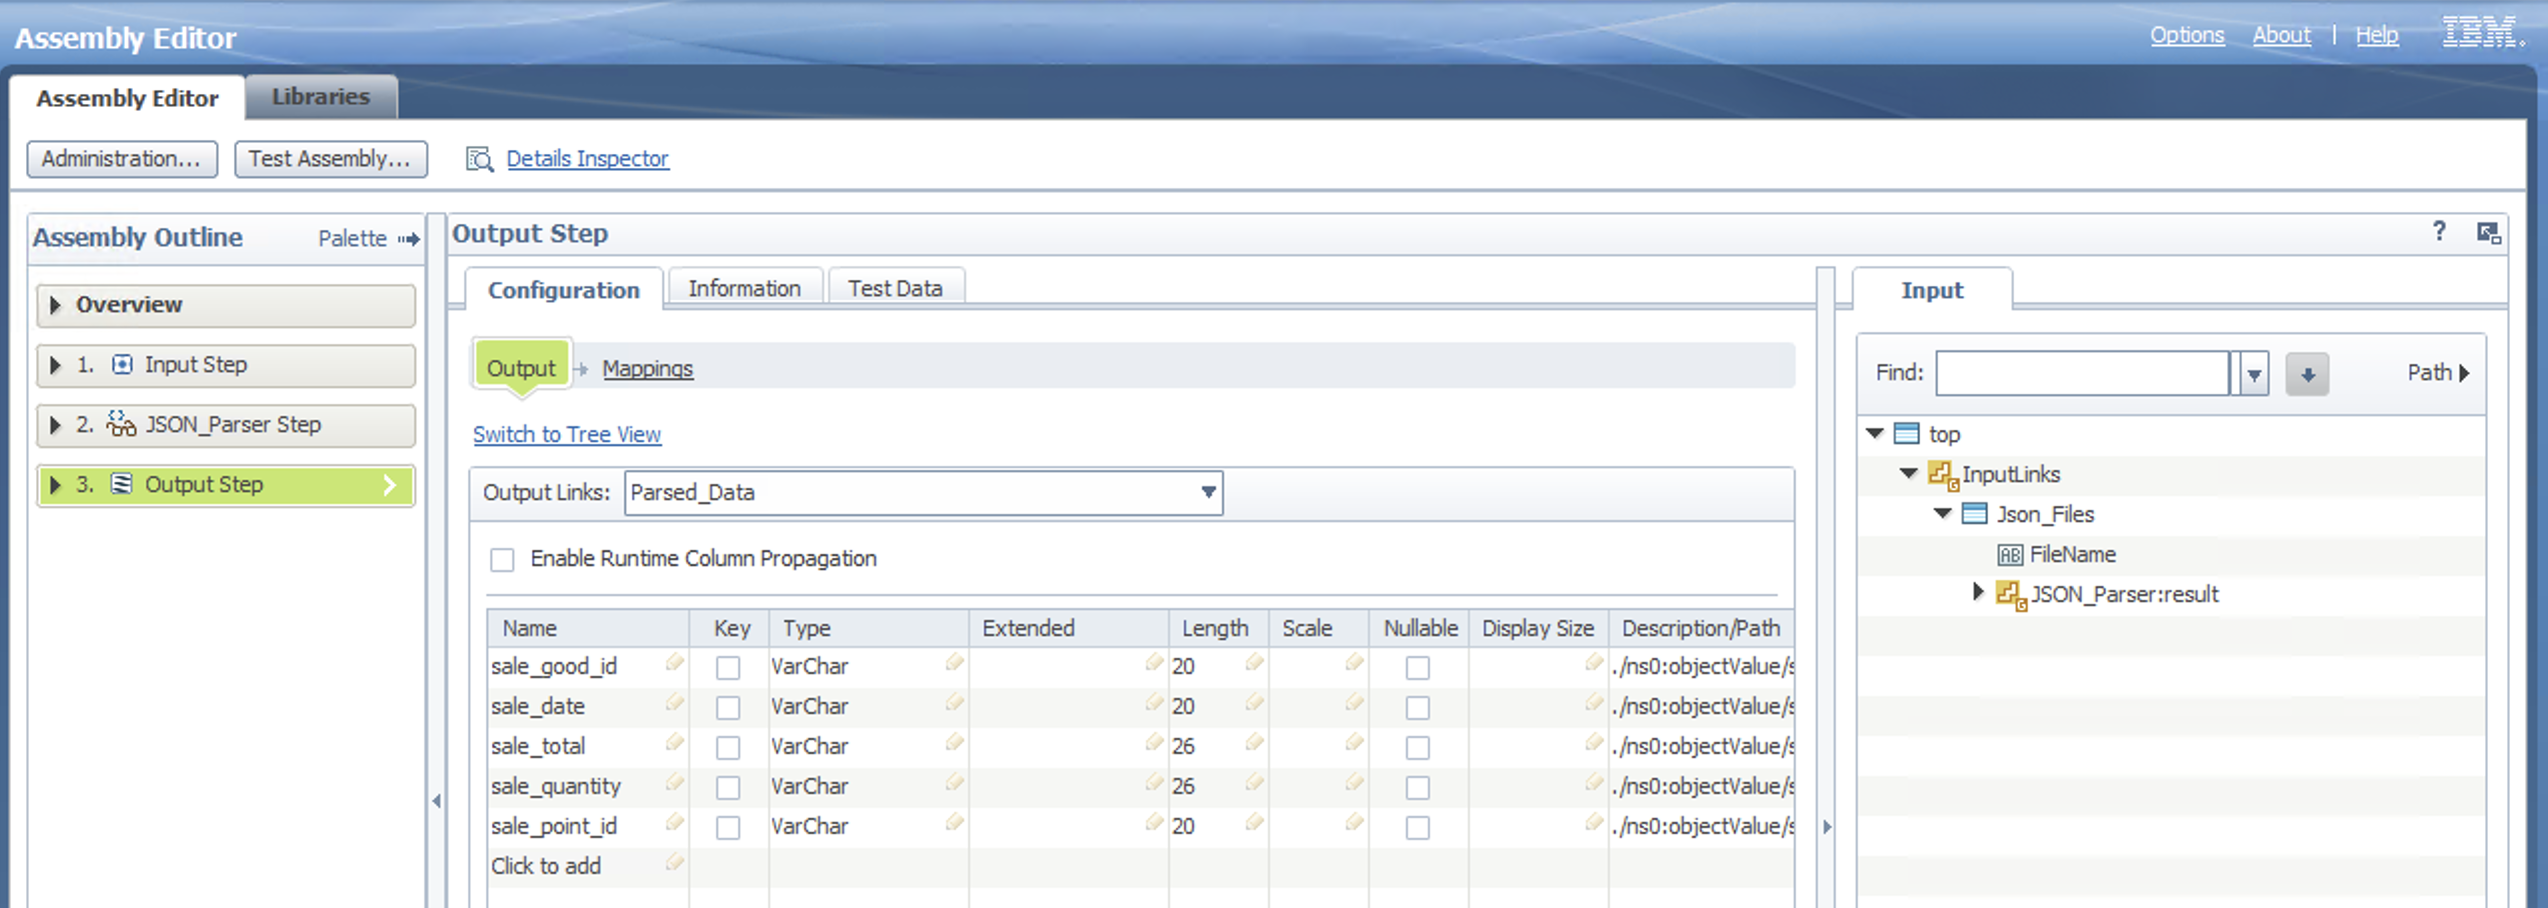 Assembly Editor
Options About | Help IBM.
Assembly Editor Libraries
Administration... Test Assembly... Details Inspector
Assembly Outline Palette
Overview
1. Input Step
2. JSON_Parser Step
3. Output Step
Output Step ?
Configuration Information Test Data
Output Mappings
Switch to Tree View
Output Links: Parsed_Data
Enable Runtime Column Propagation
Name Key Type Extended Length Scale Nullable Display Size Description/Path
sale_good_id VarChar 20 ./ns0:objectValue/s
sale_date VarChar 20 ./ns0:objectValue/s
sale_total VarChar 26 ./ns0:objectValue/s
sale_quantity VarChar 26 ./ns0:objectValue/s
sale_point_id VarChar 20 ./ns0:objectValue/s
Click to add
Input
Find: Path
top
InputLinks
Json_Files
AB FileName
JSON_Parser:result